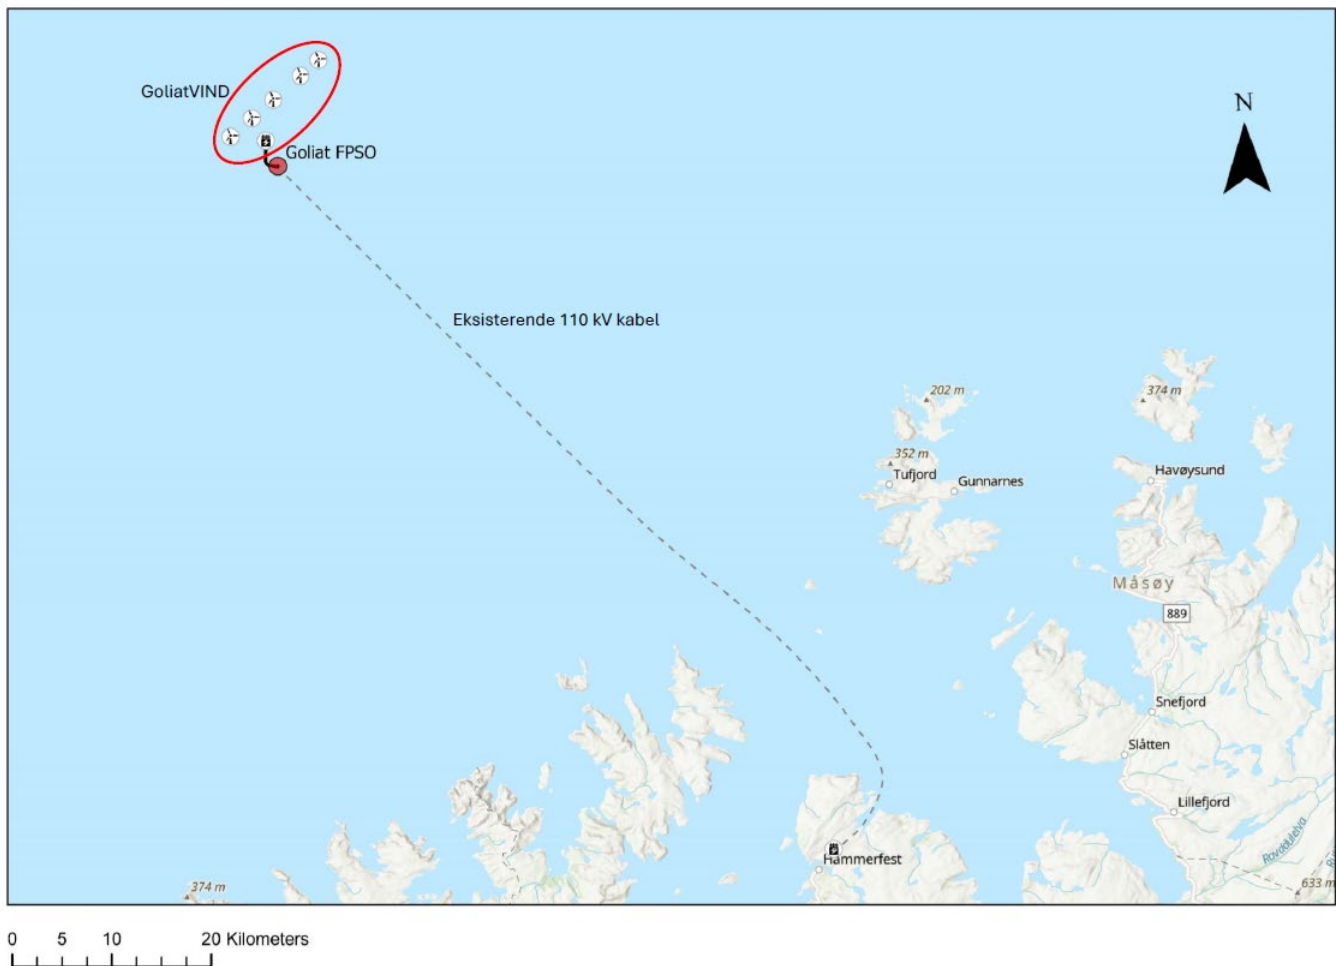 GoliatVIND
Goliat FPSO
N
Eksisterende 110 kV kabel
202 m
374 m
352 m
Tufjord
Gunnarnes
Havøysund
Måsøy
889
Snefjord
Slåtten
Lillefjord
Hammerfest
374 m
633 m
0 5 10 20 Kilometers